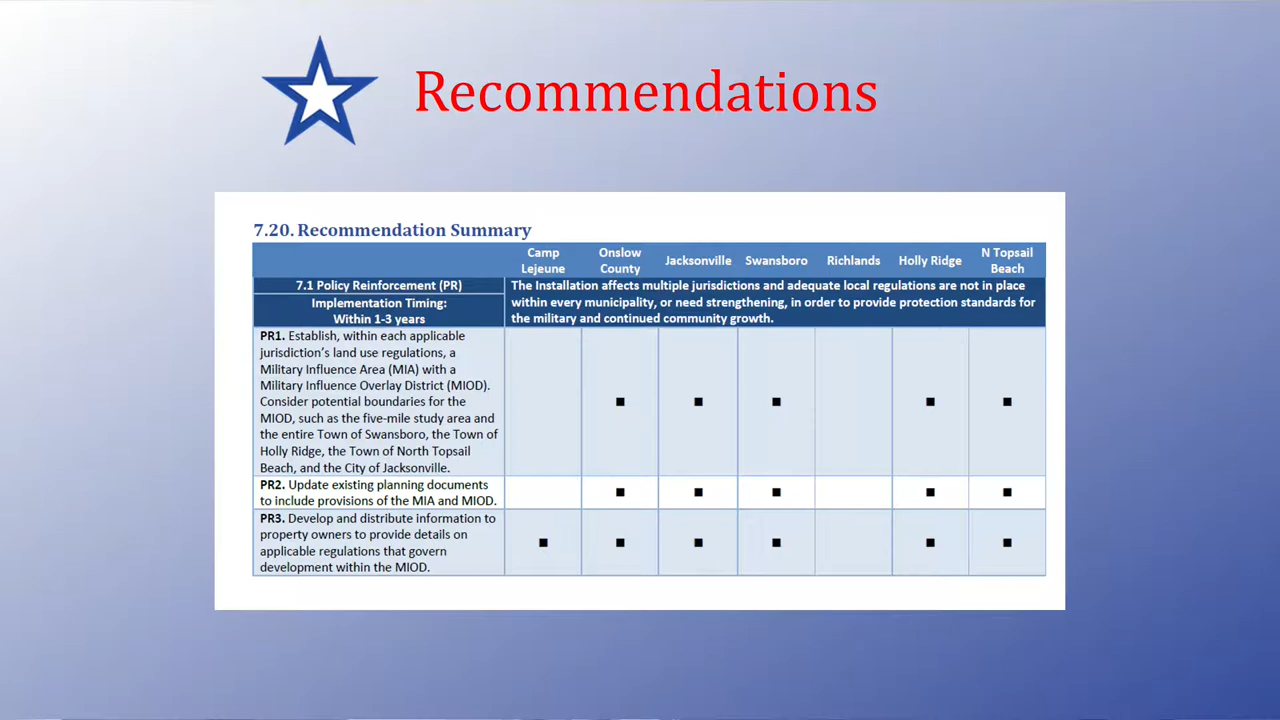 Recommendations
7.20. Recommendation Summary
Camp Lejeune Onslow County Jacksonville Swansboro Richlands Holly Ridge N Topsail Beach
7.1 Policy Reinforcement (PR)
Implementation Timing:
Within 1-3 years
The Installation affects multiple jurisdictions and adequate local regulations are not in place
within every municipality, or need strengthening, in order to provide protection standards for
the military and continued community growth.
PR1. Establish, within each applicable
jurisdiction's land use regulations, a
Military Influence Area (MIA) with a
Military Influence Overlay District (MIOD).
Consider potential boundaries for the
MIOD, such as the five-mile study area and
the entire Town of Swansboro, the Town of
Holly Ridge, the Town of North Topsail
Beach, and the City of Jacksonville.
■ ■ ■ ■ ■
PR2. Update existing planning documents
to include provisions of the MIA and MIOD.
■ ■ ■ ■ ■
PR3. Develop and distribute information to
property owners to provide details on
applicable regulations that govern
development within the MIOD.
■ ■ ■ ■ ■ ■